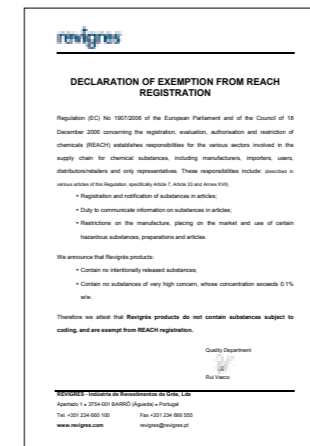 revigres
DECLARATION OF EXEMPTION FROM REACH
REGISTRATION
Regulation (EC) No 1907/2006 of the European Parliament and of the Council of 18
December 2006 concerning the registration, evaluation, authorisation and restriction of
chemicals (REACH) establishes responsibilities for the various sectors involved in the
supply chain for chemical substances, including manufacturers, importers, users,
distributors/retailers and only representatives. These responsibilities include: (described in
various articles of this Regulation, specifically Article 7, Article 33 and Annex XVII)
• Registration and notification of substances in articles;
• Duty to communicate information on substances in articles;
• Restrictions on the manufacture, placing on the market and use of certain
hazardous substances, preparations and articles.
We announce that Revigrés products:
• Contain no intentionally released substances;
• Contain no substances of very high concern, whose concentration exceeds 0.1%
w/w.
Therefore we attest that Revigrés products do not contain substances subject to
coding, and are exempt from REACH registration.
Quality Department
Rui Vasco
REVIGRÉS - Indústria de Revestimentos de Grés, Lda
Apartado 1 • 3754-001 BARRÔ (Águeda) • Portugal
Tel. +351 234 660 100 Fax +351 234 666 555
www.revigres.com revigres@revigres.pt